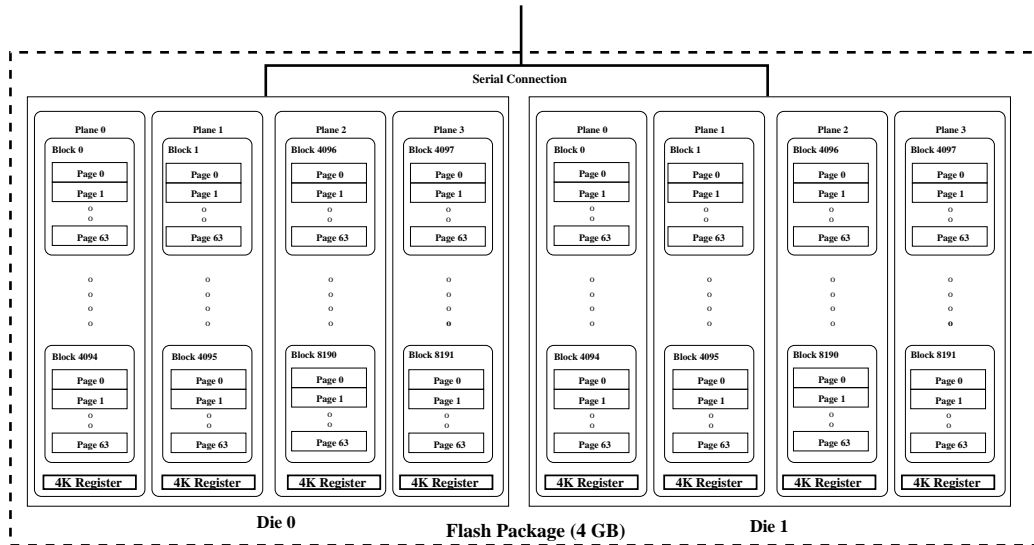 Serial Connection
Plane 0 Plane 1 Plane 2 Plane 3 Plane 0 Plane 1 Plane 2 Plane 3
Block 0 Block 1 Block 4096 Block 4097 Block 0 Block 1 Block 4096 Block 4097
Page 0 Page 0 Page 0 Page 0 Page 0 Page 0 Page 0 Page 0
Page 1 Page 1 Page 1 Page 1 Page 1 Page 1 Page 1 Page 1
Page 63 Page 63 Page 63 Page 63 Page 63 Page 63 Page 63 Page 63
Block 4094 Block 4095 Block 8190 Block 8191 Block 4094 Block 4095 Block 8190 Block 8191
Page 0 Page 0 Page 0 Page 0 Page 0 Page 0 Page 0 Page 0
Page 1 Page 1 Page 1 Page 1 Page 1 Page 1 Page 1 Page 1
Page 63 Page 63 Page 63 Page 63 Page 63 Page 63 Page 63 Page 63
4K Register 4K Register 4K Register 4K Register 4K Register 4K Register 4K Register 4K Register
Die 0 Die 1
Flash Package (4 GB)